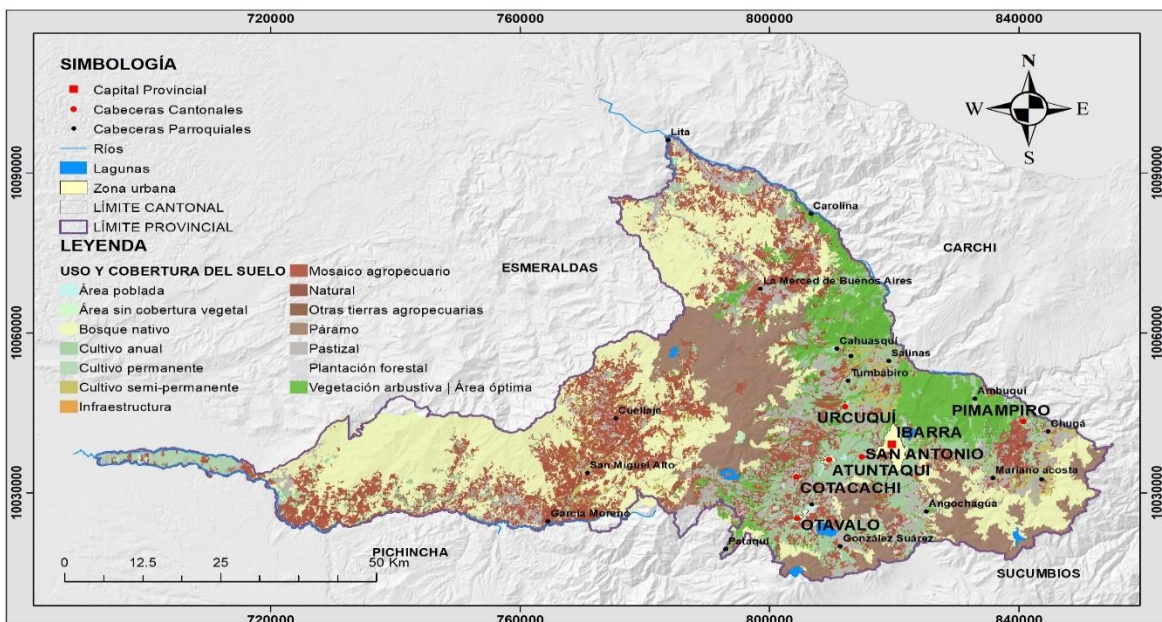 720000 760000 800000 840000
SIMBOLOGÍA
Capital Provincial
Cabeceras Cantonales
Cabeceras Parroquiales
Ríos
Lagunas
Zona urbana
LÍMITE CANTONAL
LÍMITE PROVINCIAL
LEYENDA
USO Y COBERTURA DEL SUELO
Área poblada
Área sin cobertura vegetal
Bosque nativo
Cultivo anual
Cultivo permanente
Cultivo semi-permanente
Infraestructura
Mosaico agropecuario
Natural
Otras tierras agropecuarias
Páramo
Pastizal
Plantación forestal
Vegetación arbustiva | Área óptima
N
W E
S
10090000 10090000
10060000 10060000
10030000 10030000
Lita
Carolina
CARCHI
ESMERALDAS
La Merced de Buenos Aires
Cahuasquí
Salinas
Tumbabiro
Ambuquí
URCUQUÍ
PIMAMPIRO
IBARRA
Chugá
Cuellaje
SAN ANTONIO
ATUNTAQUI
San Miguel Alto
Mariano acosta
COTACACHI
Angochagua
García Moreno
OTAVALO
González Suárez
Pataquí
PICHINCHA
SUCUMBIOS
0 12.5 25 50 Km
720000 760000 800000 840000